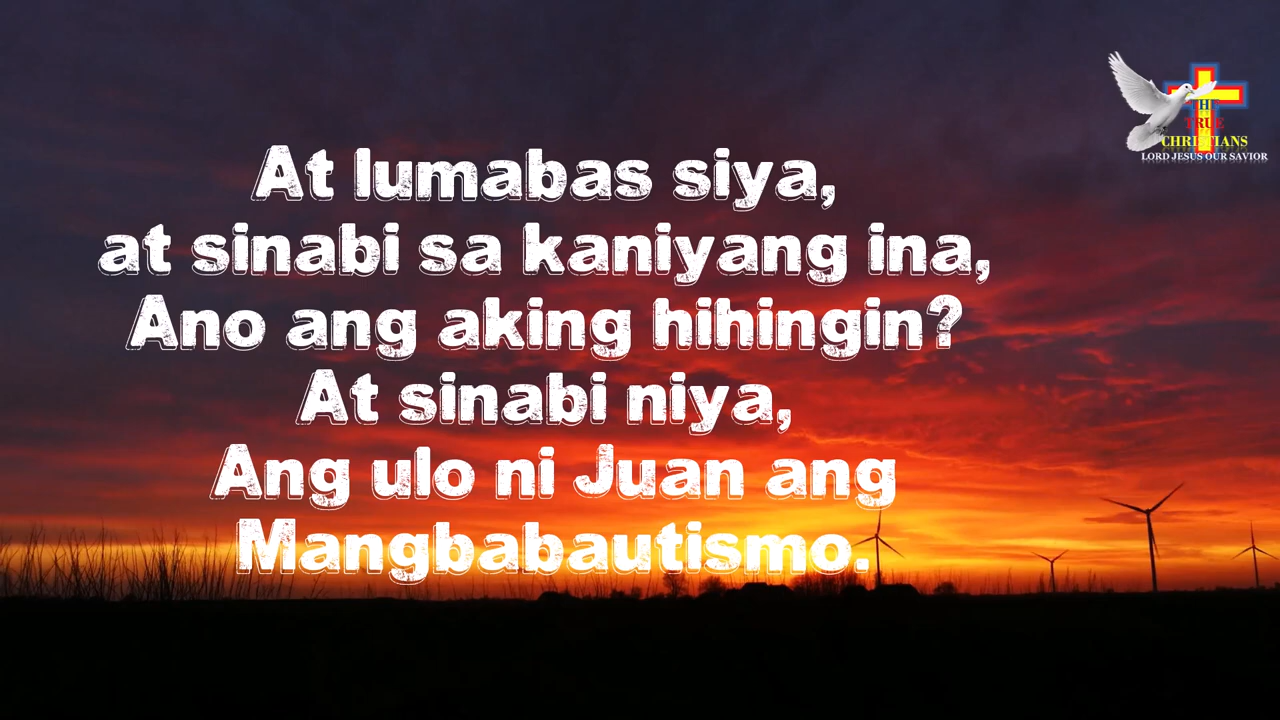 At lumabas siya,
at sinabi sa kaniyang ina,
Ano ang aking hihingin?
At sinabi niya,
Ang ulo ni Juan ang
Mangbabautismo.
THE
TRUE
CHRISTIANS
LORD JESUS OUR SAVIOR